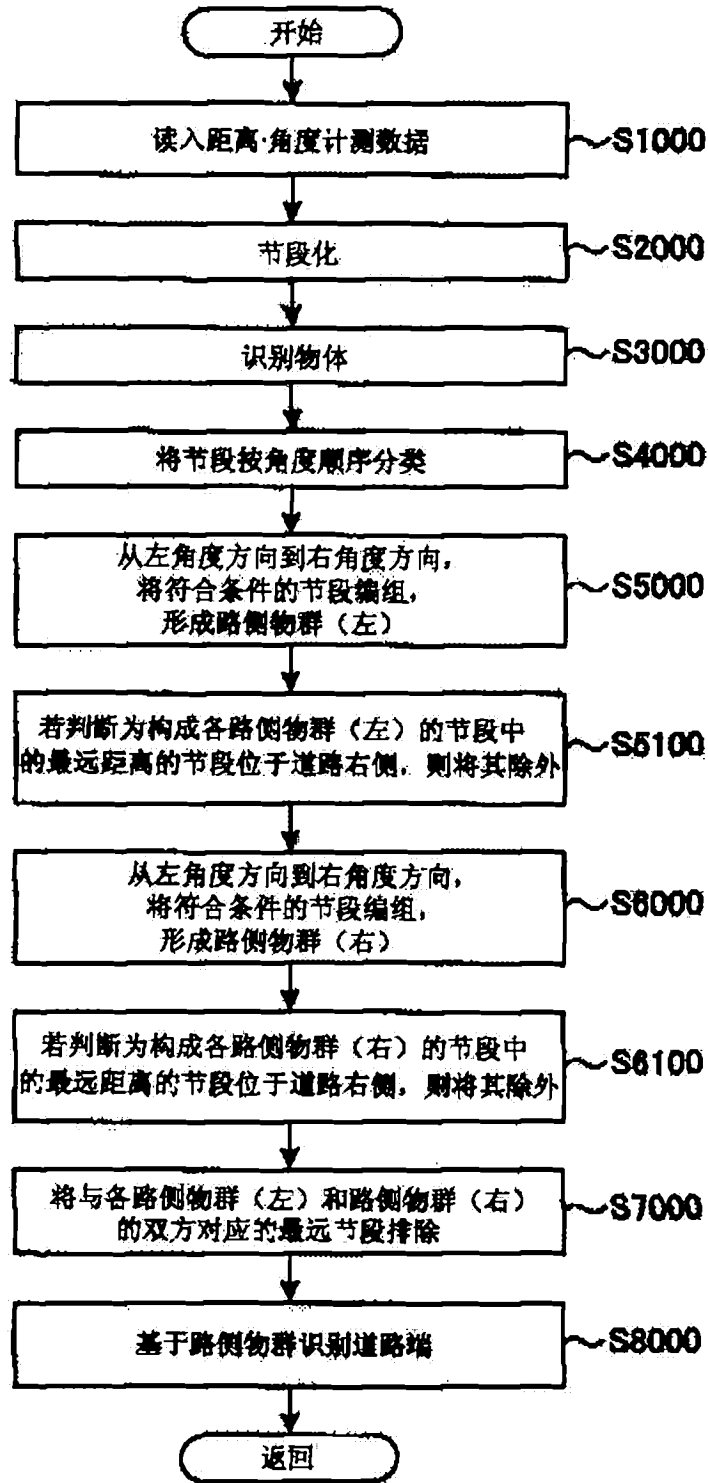 开始
读入距离·角度计测数据
S1000
节段化
S2000
识别物体
S3000
将节段按角度顺序分类
S4000
从左角度方向到右角度方向，
将符合条件的节段编组，
形成路侧物群（左）
S5000
若判断为构成各路侧物群（左）的节段中
的最远距离的节段位于道路右侧，则将其除外
S5100
从左角度方向到右角度方向，
将符合条件的节段编组，
形成路侧物群（右）
S6000
若判断为构成各路侧物群（右）的节段中
的最远距离的节段位于道路右侧，则将其除外
S6100
将与各路侧物群（左）和路侧物群（右）
的双方对应的最远节段排除
S7000
基于路侧物群识别道路端
S8000
返回